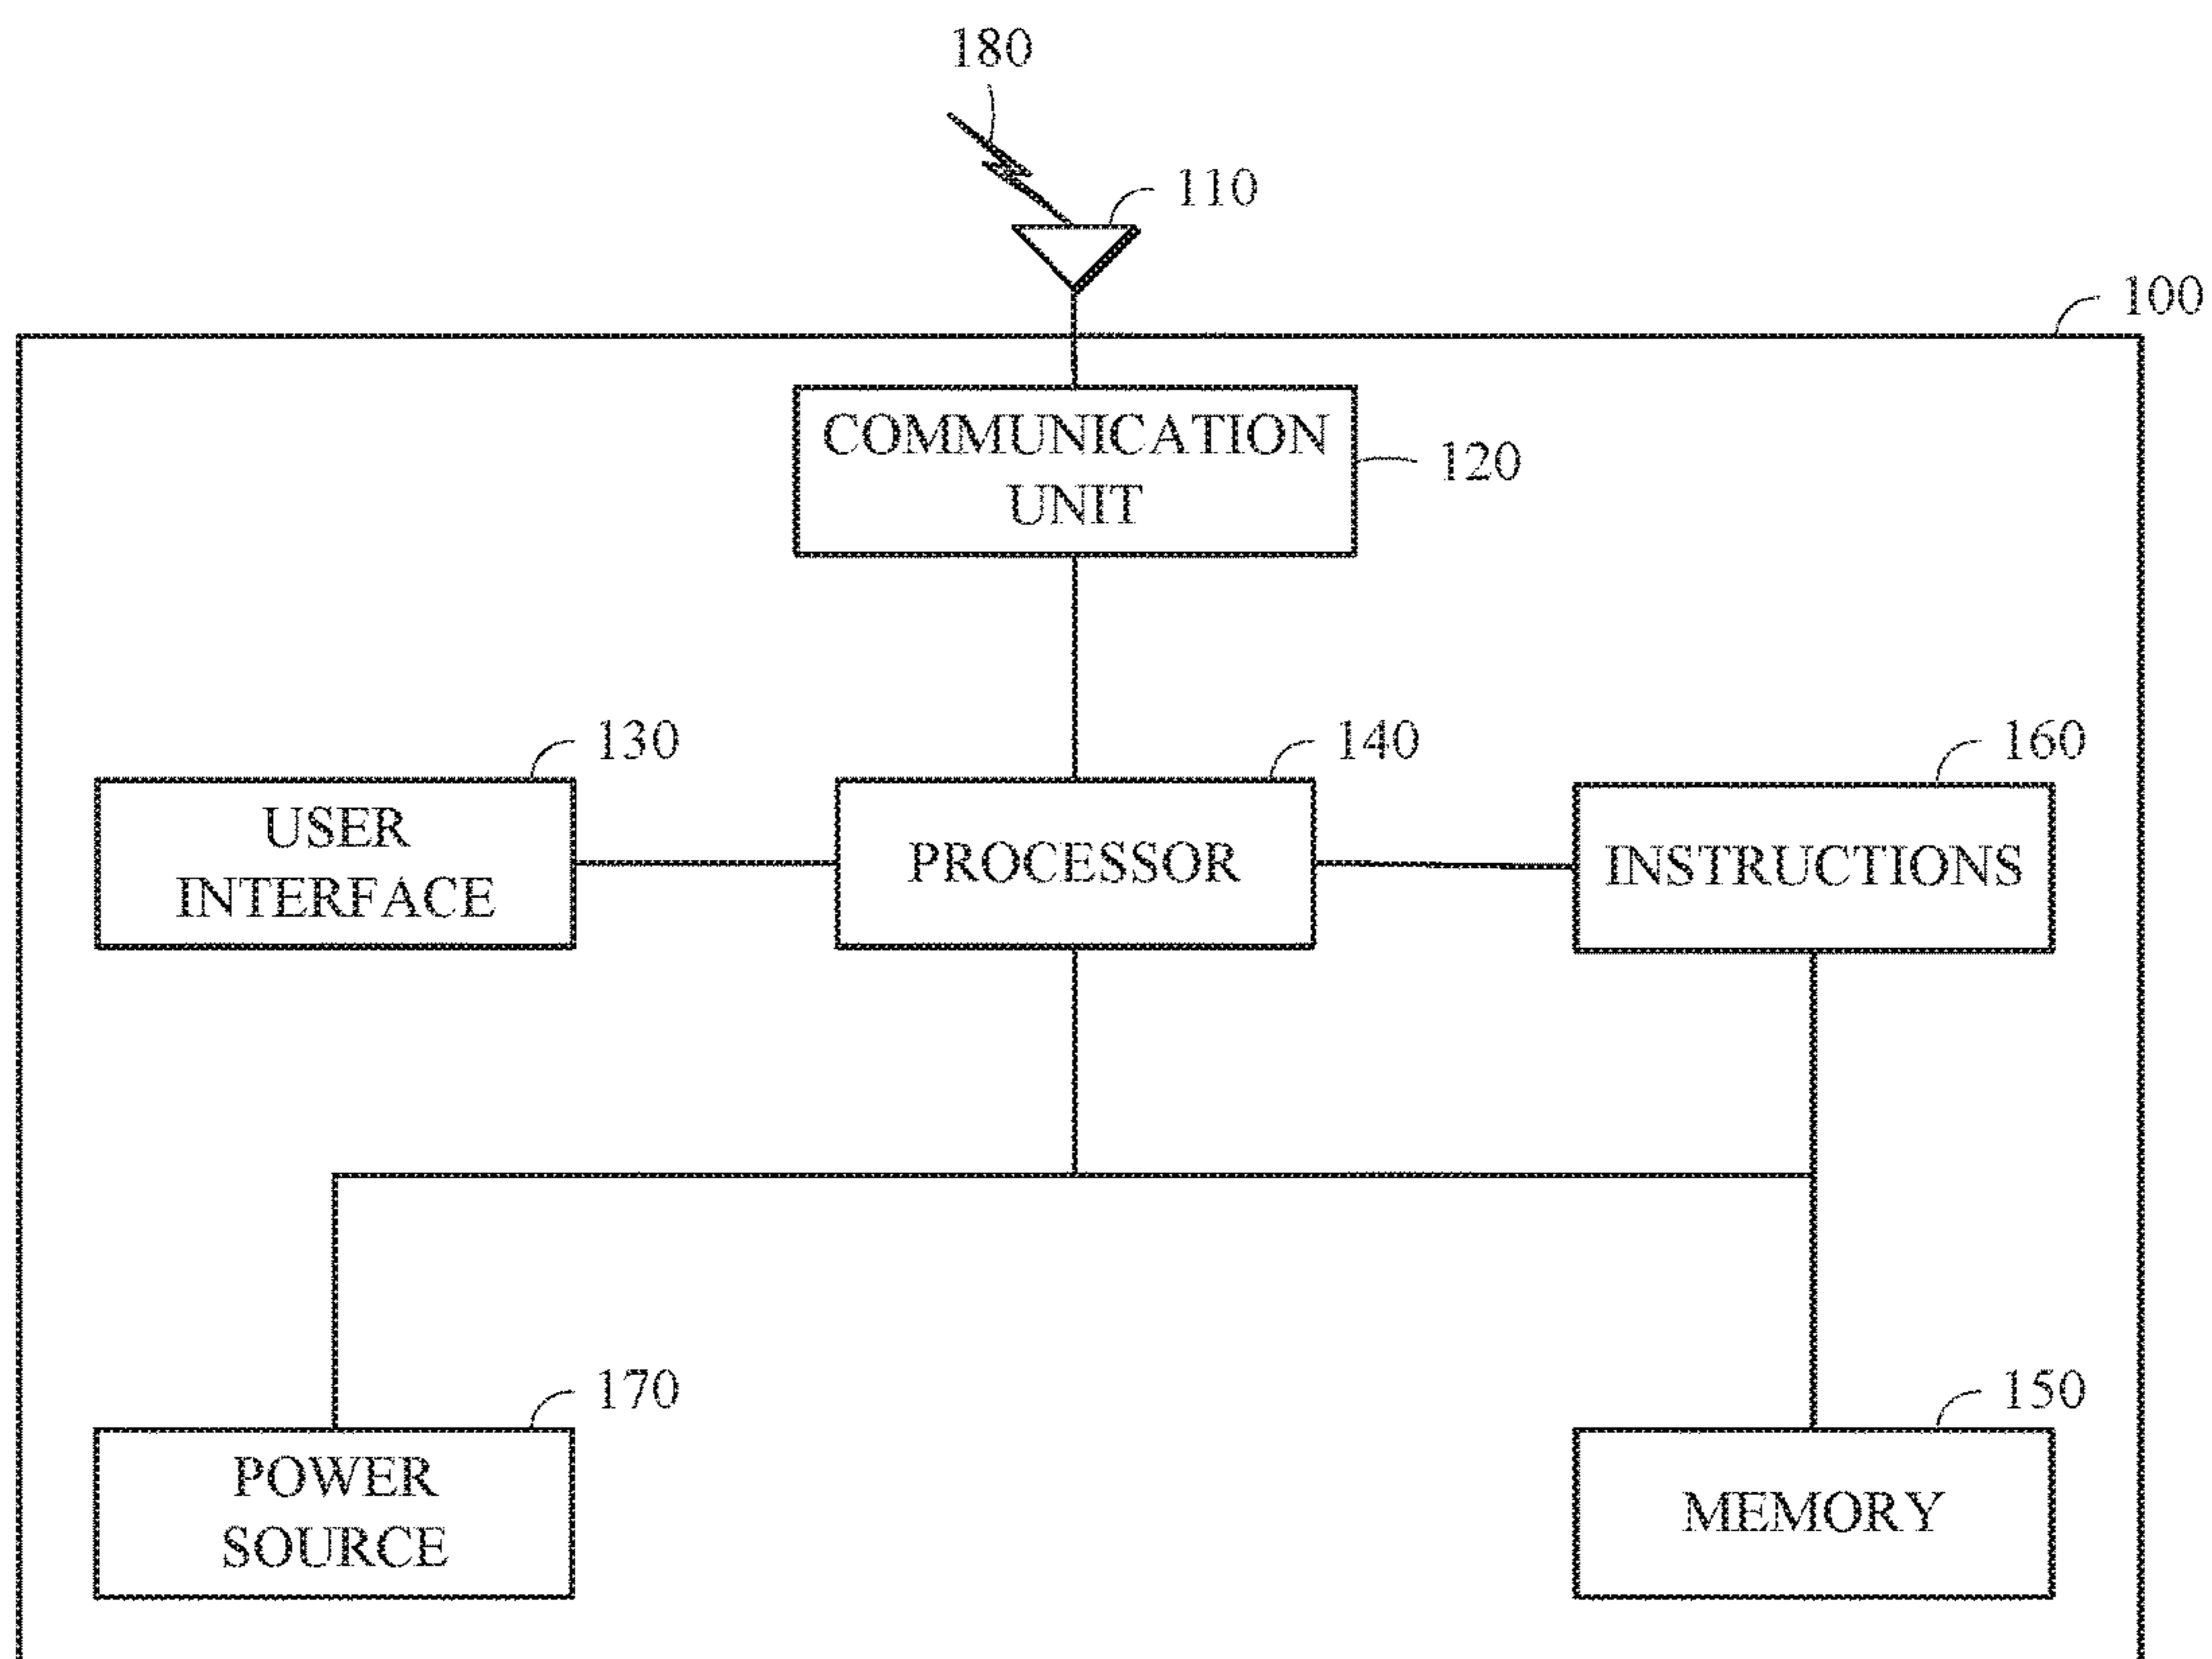 180
110
100
COMMUNICATION
UNIT
120
130
140
160
USER
INTERFACE
PROCESSOR
INSTRUCTIONS
170
150
POWER
SOURCE
MEMORY